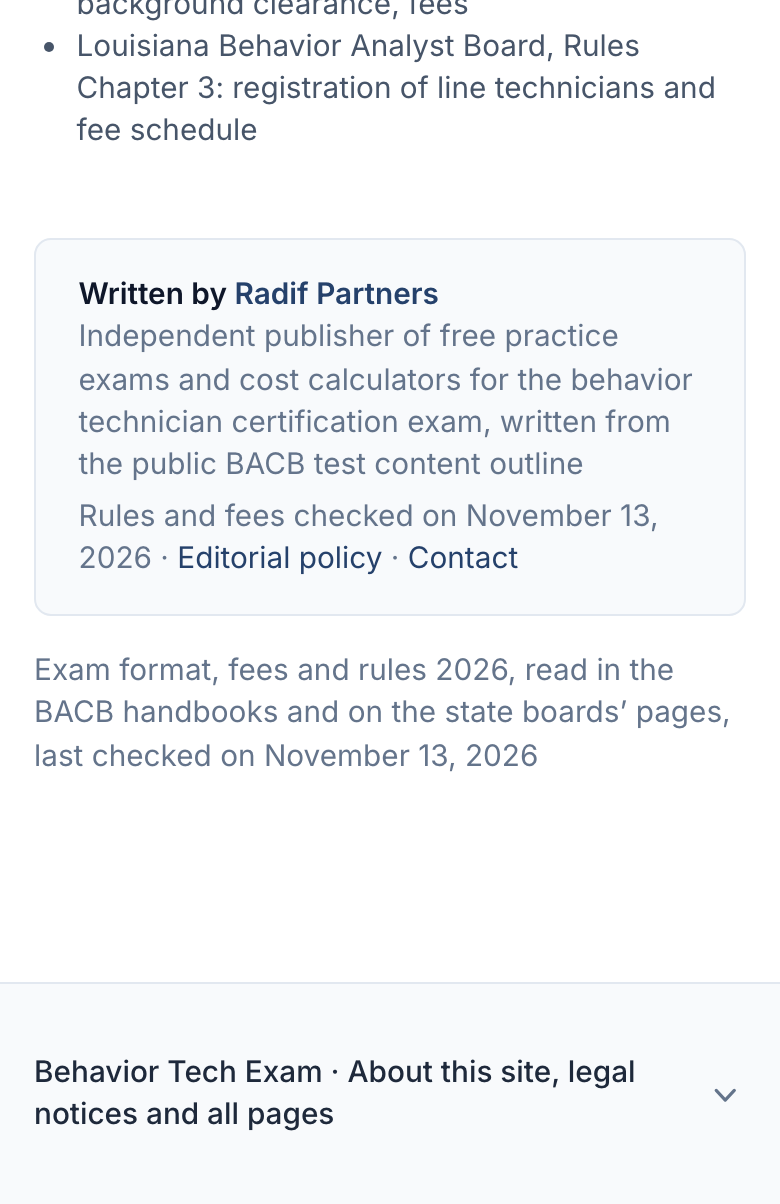 background clearance, fees
• Louisiana Behavior Analyst Board, Rules
Chapter 3: registration of line technicians and
fee schedule
Written by Radif Partners
Independent publisher of free practice
exams and cost calculators for the behavior
technician certification exam, written from
the public BACB test content outline
Rules and fees checked on November 13,
2026 · Editorial policy · Contact
Exam format, fees and rules 2026, read in the
BACB handbooks and on the state boards’ pages,
last checked on November 13, 2026
Behavior Tech Exam · About this site, legal
notices and all pages